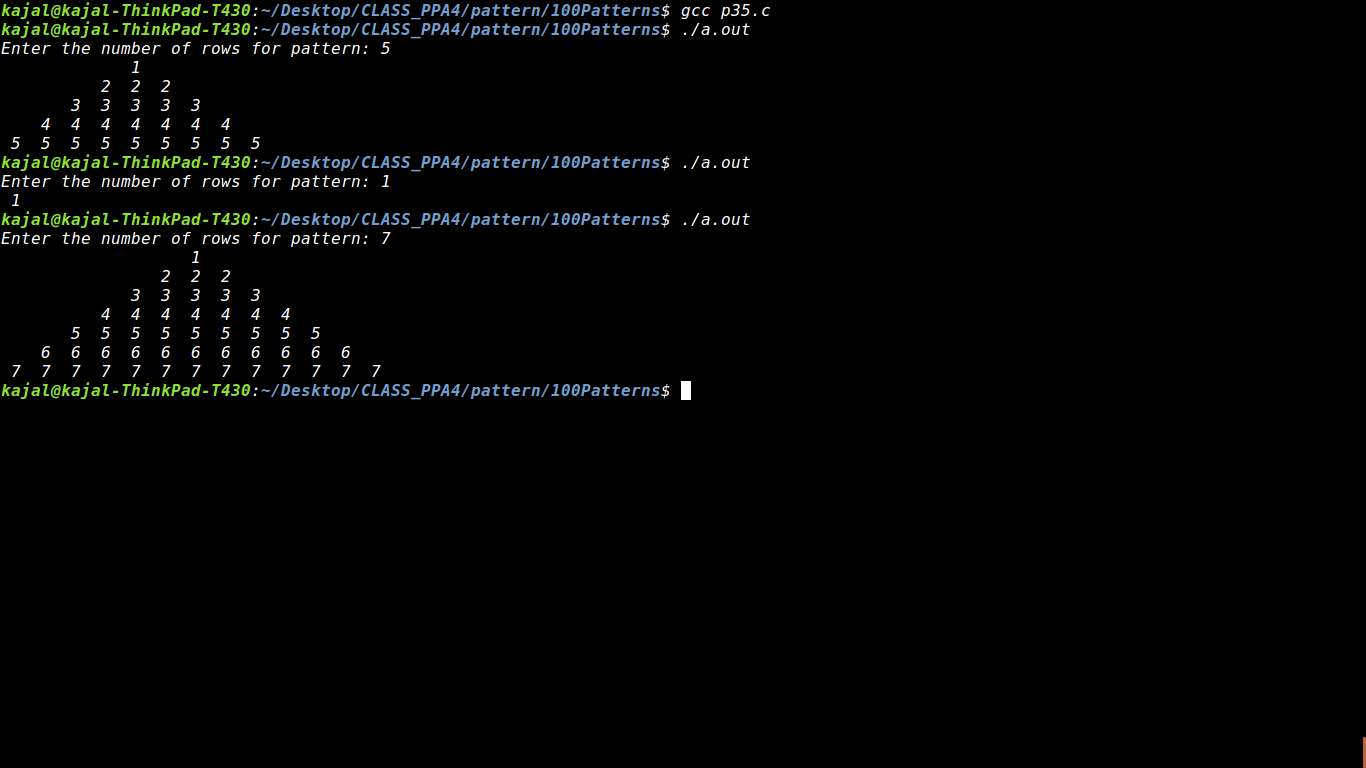 kajal@kajal-ThinkPad-T430:~/Desktop/CLASS_PPA4/pattern/100Patterns$ gcc p35.c
kajal@kajal-ThinkPad-T430:~/Desktop/CLASS_PPA4/pattern/100Patterns$ ./a.out
Enter the number of rows for pattern: 5
             1
          2  2  2
       3  3  3  3  3
    4  4  4  4  4  4  4
 5  5  5  5  5  5  5  5  5
kajal@kajal-ThinkPad-T430:~/Desktop/CLASS_PPA4/pattern/100Patterns$ ./a.out
Enter the number of rows for pattern: 1
 1
kajal@kajal-ThinkPad-T430:~/Desktop/CLASS_PPA4/pattern/100Patterns$ ./a.out
Enter the number of rows for pattern: 7
                   1
                2  2  2
             3  3  3  3  3
          4  4  4  4  4  4  4
       5  5  5  5  5  5  5  5  5
    6  6  6  6  6  6  6  6  6  6  6
 7  7  7  7  7  7  7  7  7  7  7  7  7
kajal@kajal-ThinkPad-T430:~/Desktop/CLASS_PPA4/pattern/100Patterns$